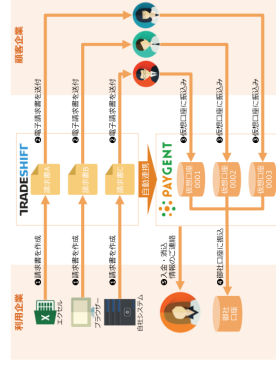 利用企業
顧客企業
TRADESHIFT
❶請求書を作成
❶請求書を作成
❶請求書を作成
エクセル
ブラウザー
自社システム
請求書A
請求書B
請求書C
❷電子請求書を送付
❷電子請求書を送付
❷電子請求書を送付
自動連携
PAYGENT
❸仮想口座に振込み
❸仮想口座に振込み
❸仮想口座に振込み
仮想口座
0001
仮想口座
0002
仮想口座
0003
❺入金・消込
情報のご連絡
❹御社口座に振込
御社
口座